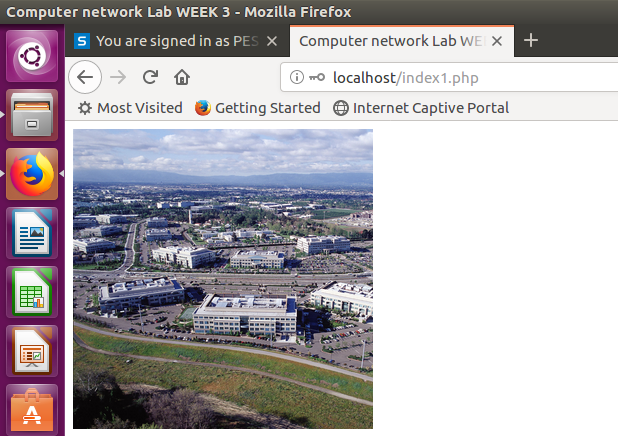 Computer network Lab WEEK 3 - Mozilla Firefox
You are signed in as PES
Computer network Lab WE
localhost/index1.php
Most Visited Getting Started Internet Captive Portal